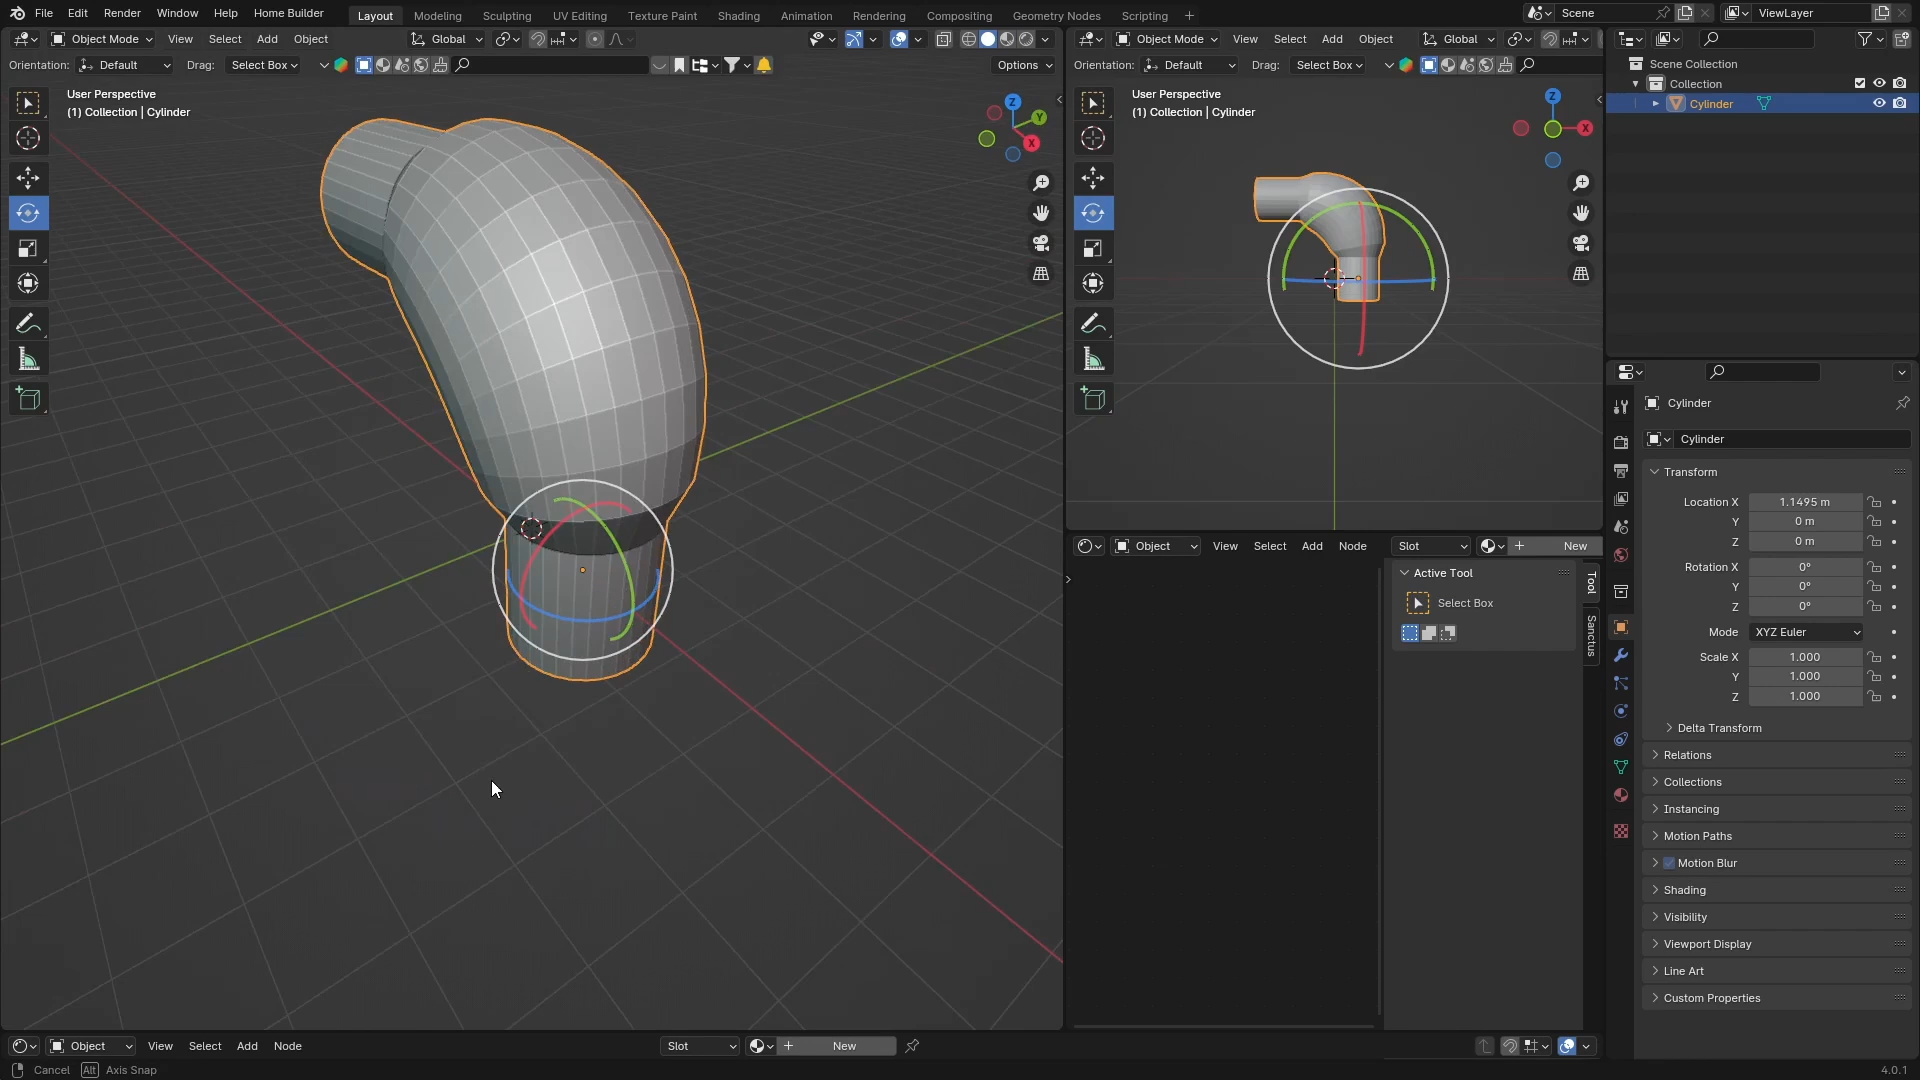 File Edit Render Window Help Home Builder Layout Modeling Sculpting UV Editing Texture Paint Shading Animation Rendering Compositing Geometry Nodes Scripting + Scene ViewLayer
Object Mode View Select Add Object Global
Orientation: Default Drag: Select Box Options
User Perspective
(1) Collection | Cylinder
Z
Y
X
Object Mode View Select Add Object Global
Orientation: Default Drag: Select Box
User Perspective
(1) Collection | Cylinder
Z
X
Scene Collection
Collection
Cylinder
Object View Select Add Node Slot New
Active Tool
Select Box
Tool
Sanctus
Cylinder
Cylinder
Transform
Location X 1.1495 m
Y 0 m
Z 0 m
Rotation X 0°
Y 0°
Z 0°
Mode XYZ Euler
Scale X 1.000
Y 1.000
Z 1.000
Delta Transform
Relations
Collections
Instancing
Motion Paths
Motion Blur
Shading
Visibility
Viewport Display
Line Art
Custom Properties
Object View Select Add Node Slot New
Cancel Alt Axis Snap 4.0.1